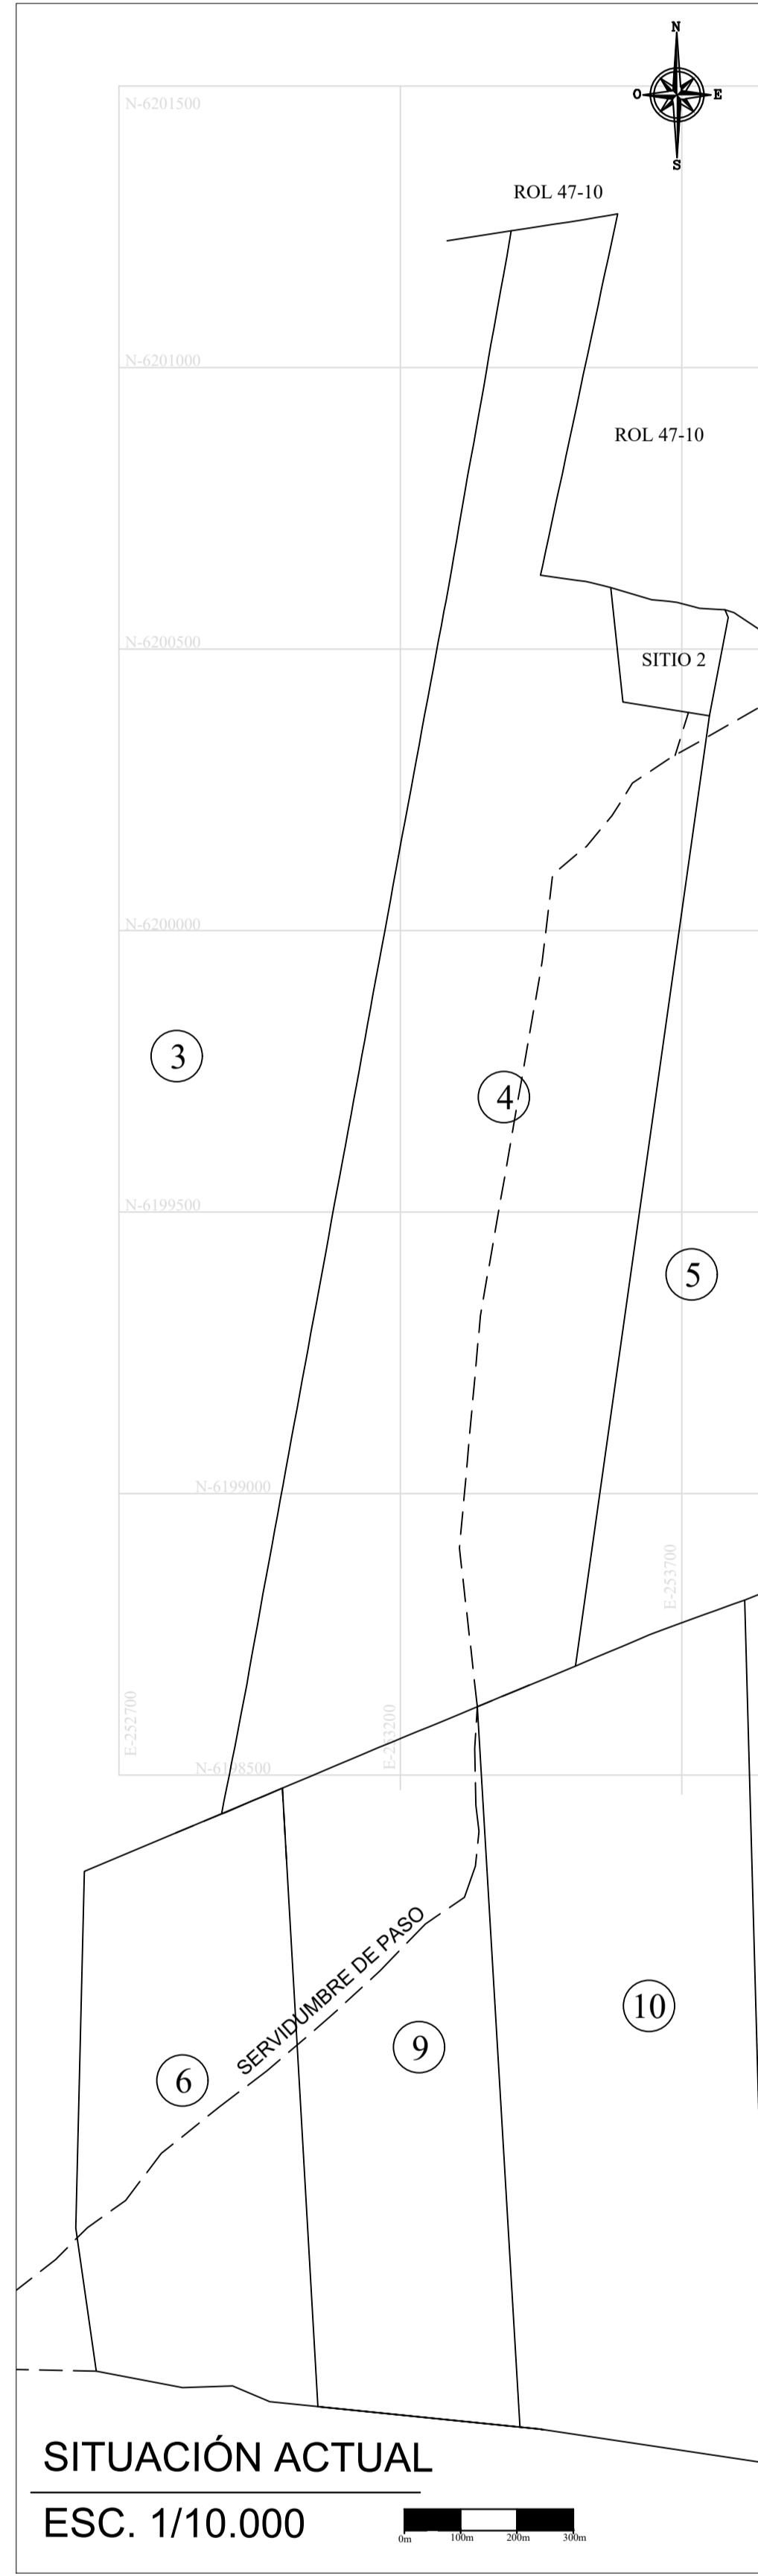 N
O E
S
N-6201500
ROL 47-10
N-6201000
ROL 47-10
N-6200500
SITIO 2
N-6200000
3
4
N-6199500
5
N-6199000
E-253700
E-252700
E-253200
N-6198500
SERVIDUMBRE DE PASO
10
9
6
SITUACIÓN ACTUAL
ESC. 1/10.000
0m 100m 200m 300m